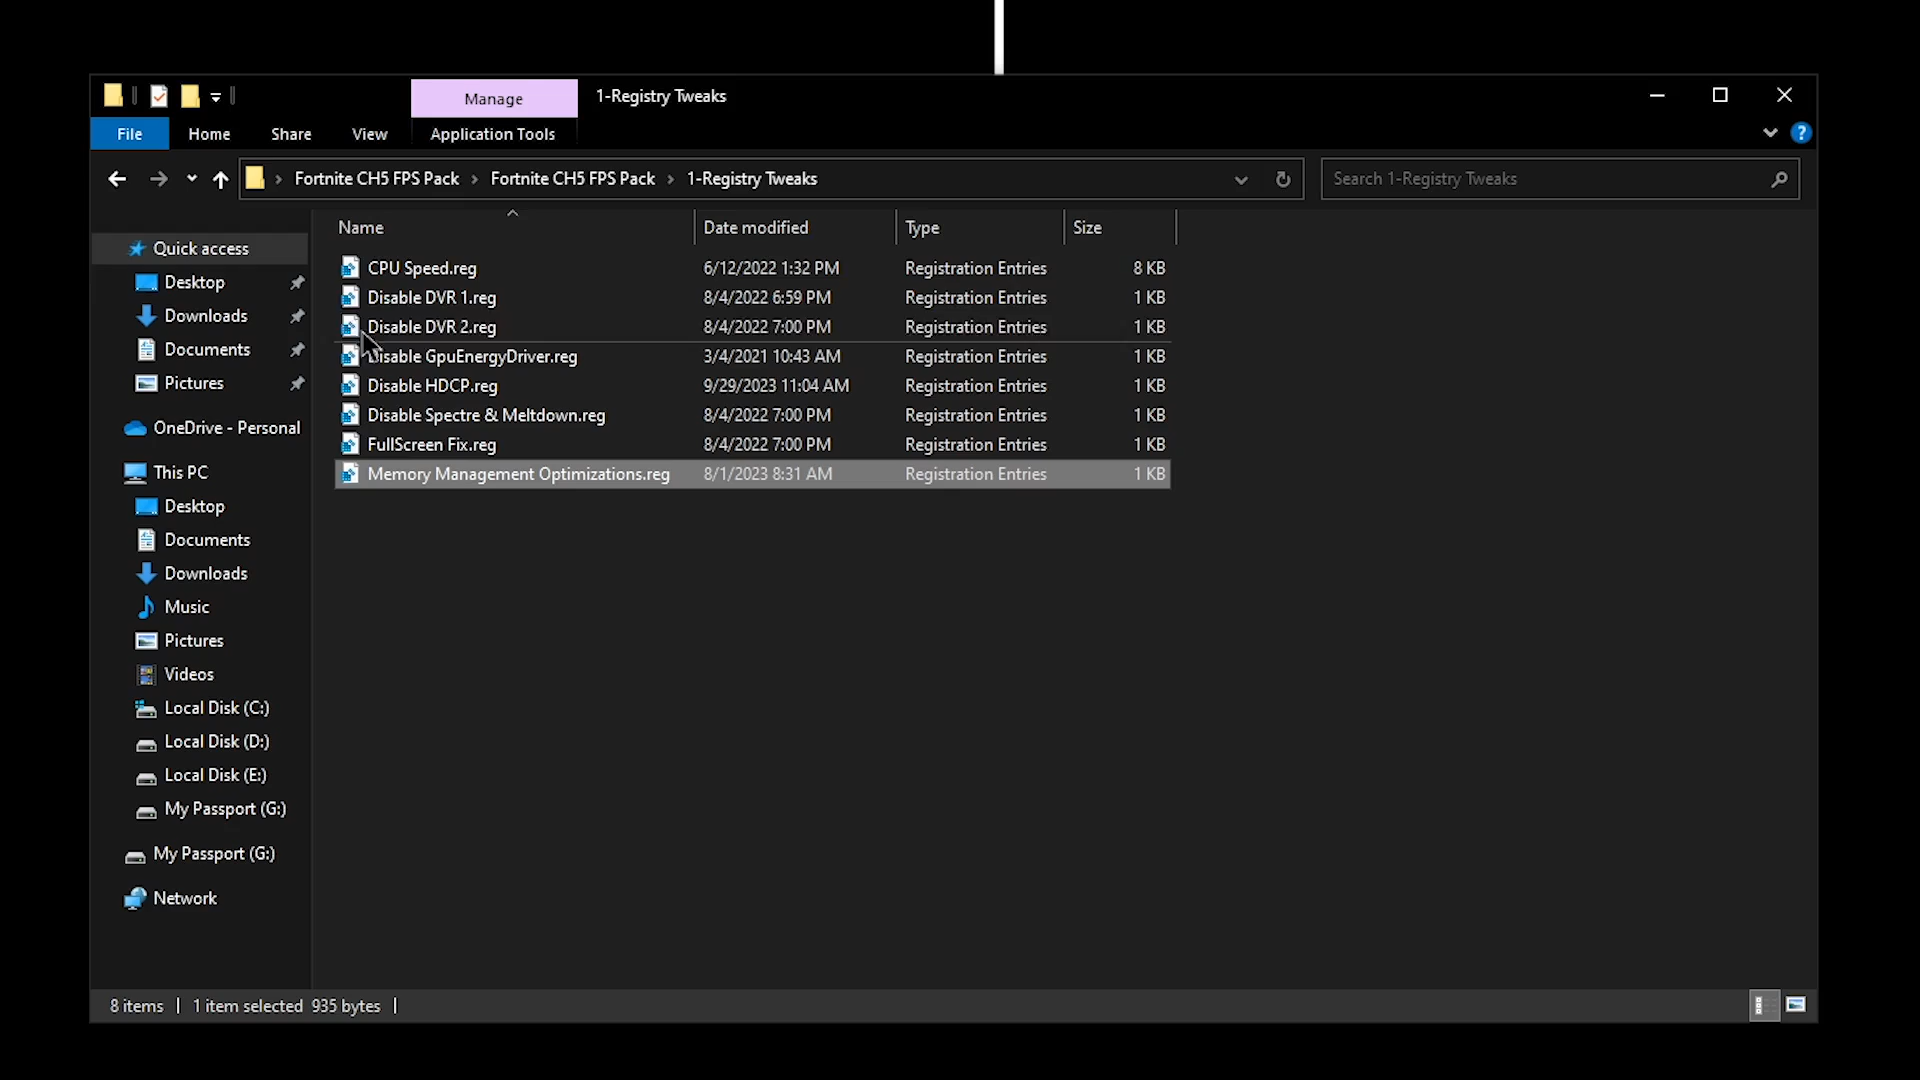 Manage
1-Registry Tweaks
File
Home
Share
View
Application Tools
?
Fortnite CH5 FPS Pack > Fortnite CH5 FPS Pack > 1-Registry Tweaks
Search 1-Registry Tweaks
Name
Date modified
Type
Size
CPU Speed.reg 6/12/2022 1:32 PM Registration Entries 8 KB
Disable DVR 1.reg 8/4/2022 6:59 PM Registration Entries 1 KB
Disable DVR 2.reg 8/4/2022 7:00 PM Registration Entries 1 KB
Disable GpuEnergyDriver.reg 3/4/2021 10:43 AM Registration Entries 1 KB
Disable HDCP.reg 9/29/2023 11:04 AM Registration Entries 1 KB
Disable Spectre & Meltdown.reg 8/4/2022 7:00 PM Registration Entries 1 KB
FullScreen Fix.reg 8/4/2022 7:00 PM Registration Entries 1 KB
Memory Management Optimizations.reg 8/1/2023 8:31 AM Registration Entries 1 KB
Quick access
Desktop
Downloads
Documents
Pictures
OneDrive - Personal
This PC
Desktop
Documents
Downloads
Music
Pictures
Videos
Local Disk (C:)
Local Disk (D:)
Local Disk (E:)
My Passport (G:)
My Passport (G:)
Network
8 items | 1 item selected 935 bytes |